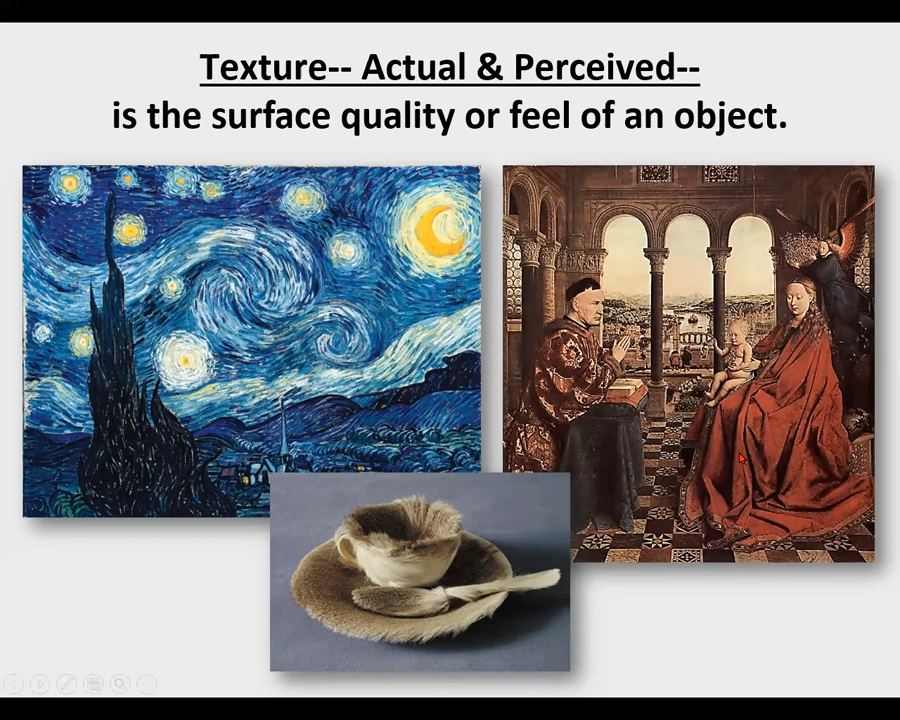 Texture-- Actual & Perceived--
is the surface quality or feel of an object.